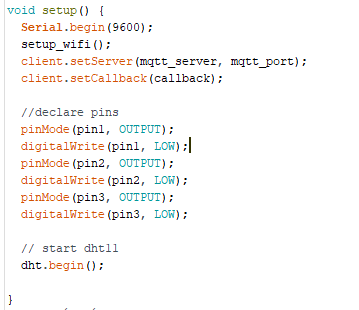 void setup() {
  Serial.begin(9600);
  setup_wifi();
  client.setServer(mqtt_server, mqtt_port);
  client.setCallback(callback);

  //declare pins
  pinMode(pin1, OUTPUT);
  digitalWrite(pin1, LOW);
  pinMode(pin2, OUTPUT);
  digitalWrite(pin2, LOW);
  pinMode(pin3, OUTPUT);
  digitalWrite(pin3, LOW);

  // start dht11
  dht.begin();

}